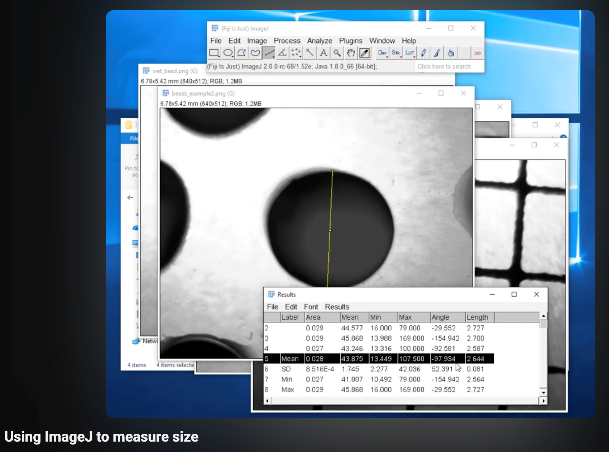 (Fiji Is Just) ImageJ
File Edit Image Process Analyze Plugins Window Help
(Fiji Is Just) ImageJ 2.0.0-rc-68/1.52e; Java 1.8.0_66 [64-bit];
Click here to search
wet_bead.png (G)
6.78x5.42 mm (640x512); RGB; 1.2MB
beads_example2.png (G)
6.78x5.42 mm (640x512); RGB; 1.2MB
File
Results
File Edit Font Results
Label Area Mean Min Max Angle Length
2 0.029 44.577 16.000 79.000 -29.552 2.727
3 0.029 45.868 13.988 169.000 -154.942 2.700
4 0.027 43.246 13.316 100.000 -92.581 2.587
5 Mean 0.028 43.875 13.449 107.500 -97.934 2.644
6 SD 8.516E-4 1.745 2.277 42.036 52.391 0.081
7 Min 0.027 41.807 10.492 79.000 -154.942 2.564
8 Max 0.029 45.868 16.000 169.000 -29.552 2.727
4 items 4 items selecte
Using ImageJ to measure size